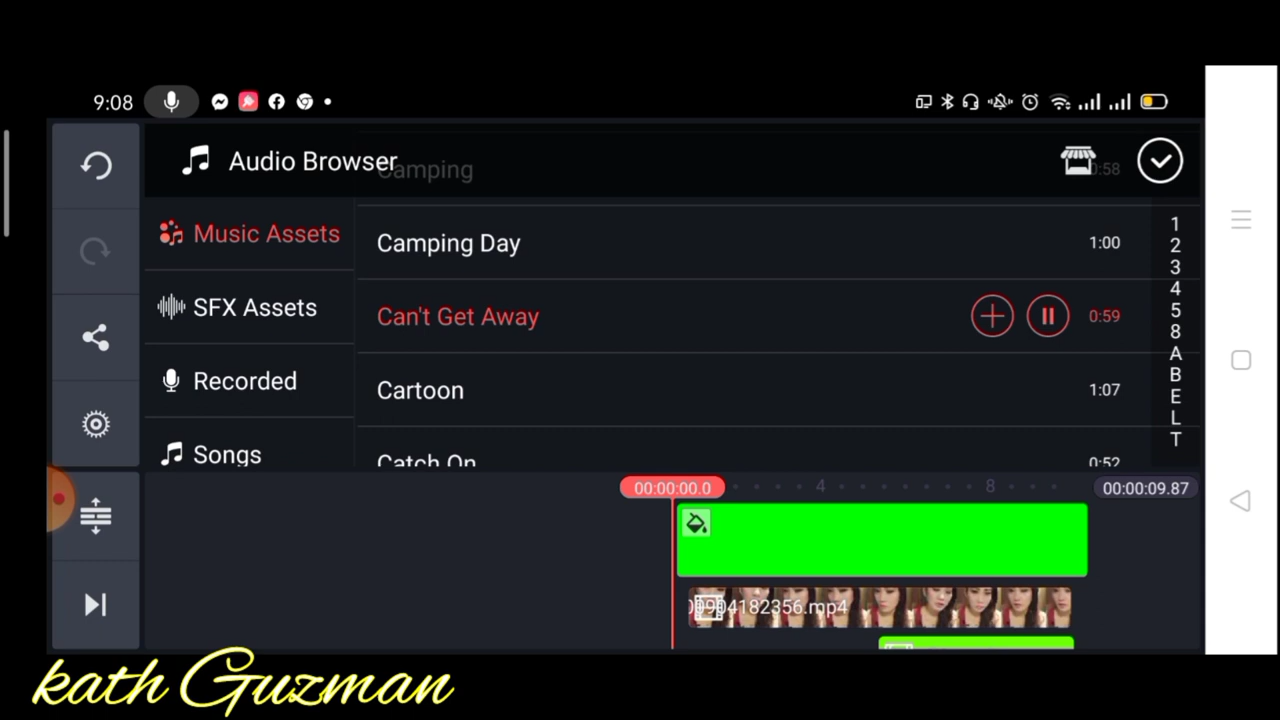 9:08
Audio Browser
Camping 0:58
Music Assets
Camping Day 1:00
SFX Assets
Can't Get Away 0:59
Recorded
Cartoon 1:07
Songs
Catch On 0:52
1
2
3
4
5
8
A
B
E
L
T
00:00:00.0 4 8 00:00:09.87
904182356.mp4
kath Guzman